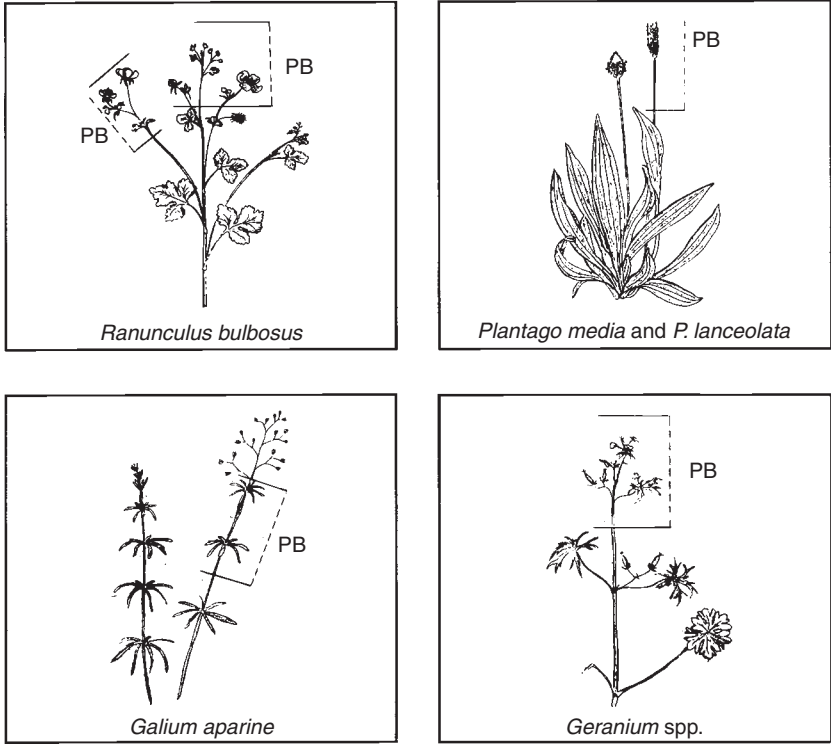 PB
PB
Ranunculus bulbosus
PB
Plantago media and P. lanceolata
PB
Galium aparine
PB
Geranium spp.